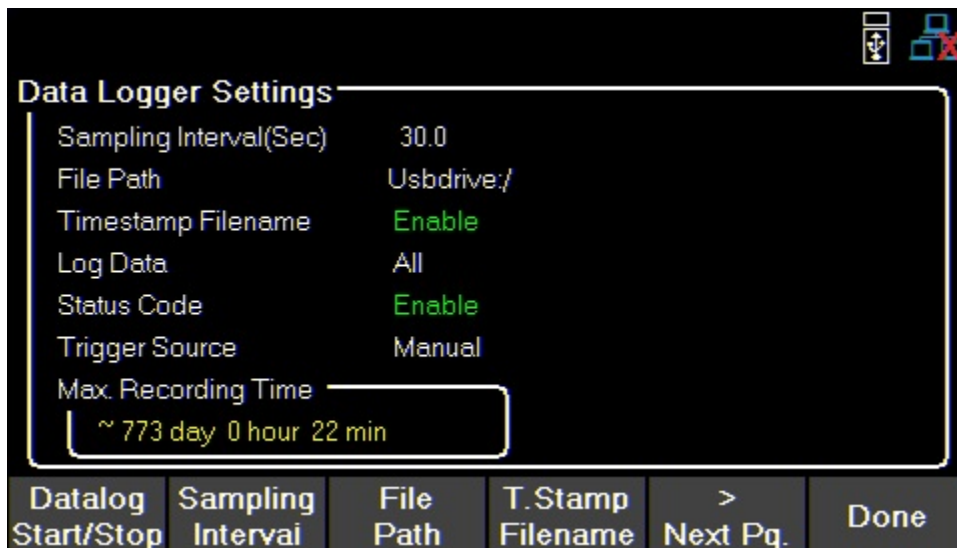 Data Logger Settings
Sampling Interval(Sec) 30.0
File Path Usbdrive:/
Timestamp Filename Enable
Log Data All
Status Code Enable
Trigger Source Manual
Max. Recording Time
~ 773 day 0 hour 22 min
Datalog Start/Stop
Sampling Interval
File Path
T.Stamp Filename
> Next Pg.
Done